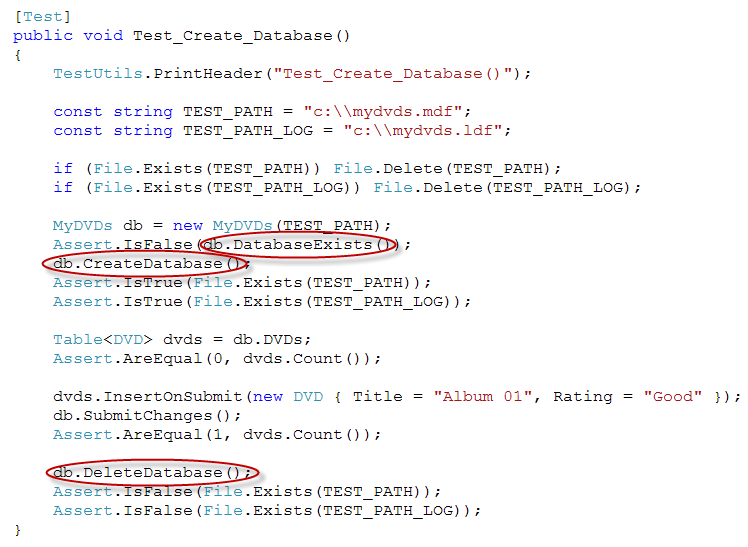 [Test]
public void Test_Create_Database()
{
    TestUtils.PrintHeader("Test_Create_Database()");

    const string TEST_PATH = "c:\\mydvds.mdf";
    const string TEST_PATH_LOG = "c:\\mydvds.ldf";

    if (File.Exists(TEST_PATH)) File.Delete(TEST_PATH);
    if (File.Exists(TEST_PATH_LOG)) File.Delete(TEST_PATH_LOG);

    MyDVDs db = new MyDVDs(TEST_PATH);
    Assert.IsFalse(db.DatabaseExists());
    db.CreateDatabase();
    Assert.IsTrue(File.Exists(TEST_PATH));
    Assert.IsTrue(File.Exists(TEST_PATH_LOG));

    Table<DVD> dvds = db.DVDs;
    Assert.AreEqual(0, dvds.Count());

    dvds.InsertOnSubmit(new DVD { Title = "Album 01", Rating = "Good" });
    db.SubmitChanges();
    Assert.AreEqual(1, dvds.Count());

    db.DeleteDatabase();
    Assert.IsFalse(File.Exists(TEST_PATH));
    Assert.IsFalse(File.Exists(TEST_PATH_LOG));
}